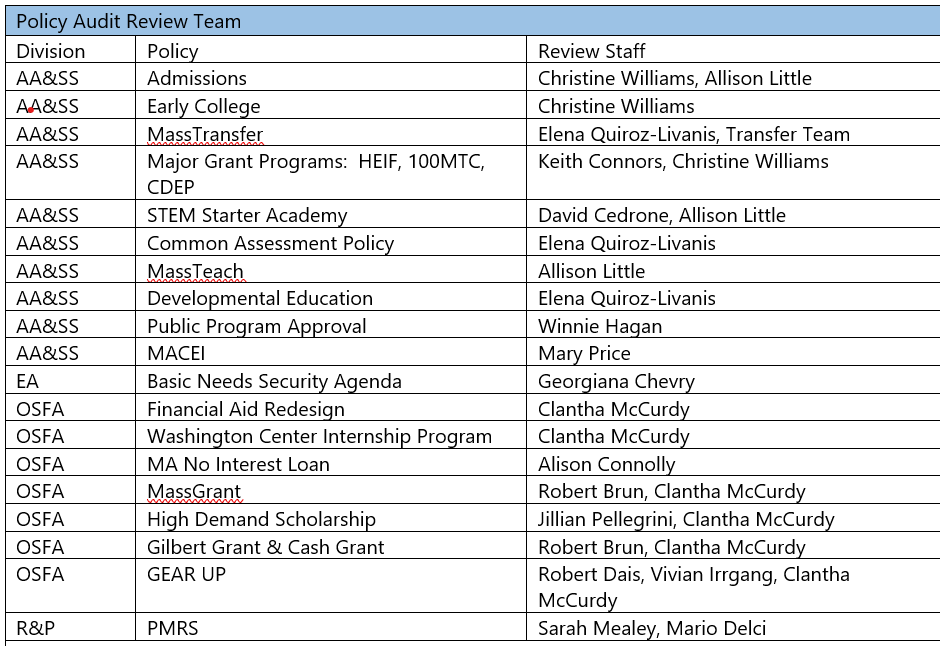 Policy Audit Review Team
Division Policy Review Staff
AA&SS Admissions Christine Williams, Allison Little
AA&SS Early College Christine Williams
AA&SS MassTransfer Elena Quiroz-Livanis, Transfer Team
AA&SS Major Grant Programs: HEIF, 100MTC, Keith Connors, Christine Williams
CDEP
AA&SS STEM Starter Academy David Cedrone, Allison Little
AA&SS Common Assessment Policy Elena Quiroz-Livanis
AA&SS MassTeach Allison Little
AA&SS Developmental Education Elena Quiroz-Livanis
AA&SS Public Program Approval Winnie Hagan
AA&SS MACEI Mary Price
EA Basic Needs Security Agenda Georgiana Chevry
OSFA Financial Aid Redesign Clantha McCurdy
OSFA Washington Center Internship Program Clantha McCurdy
OSFA MA No Interest Loan Alison Connolly
OSFA MassGrant Robert Brun, Clantha McCurdy
OSFA High Demand Scholarship Jillian Pellegrini, Clantha McCurdy
OSFA Gilbert Grant & Cash Grant Robert Brun, Clantha McCurdy
OSFA GEAR UP Robert Dais, Vivian Irrgang, Clantha
McCurdy
R&P PMRS Sarah Mealey, Mario Delci